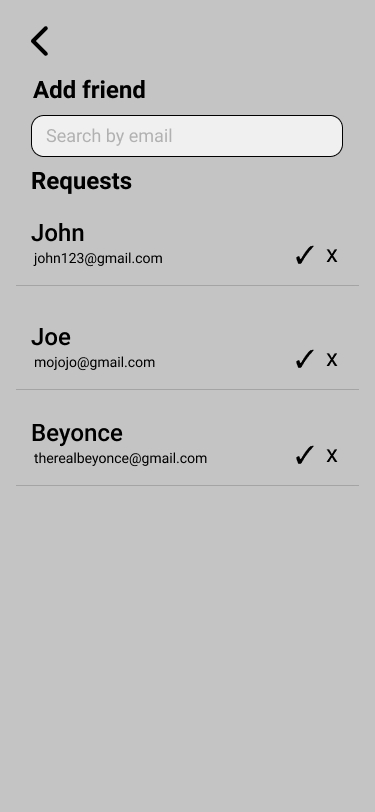 Add friend
Search by email
Requests
John
john123@gmail.com
✓ x
Joe
mojojo@gmail.com
✓ x
Beyonce
therealbeyonce@gmail.com
✓ x